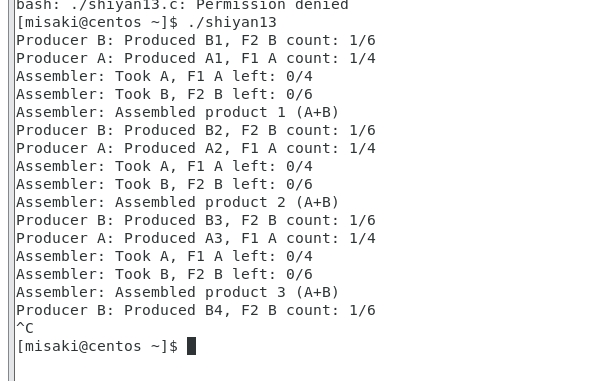 bash: ./shiyan13.c: Permission denied
[misaki@centos ~]$ ./shiyan13
Producer B: Produced B1, F2 B count: 1/6
Producer A: Produced A1, F1 A count: 1/4
Assembler: Took A, F1 A left: 0/4
Assembler: Took B, F2 B left: 0/6
Assembler: Assembled product 1 (A+B)
Producer B: Produced B2, F2 B count: 1/6
Producer A: Produced A2, F1 A count: 1/4
Assembler: Took A, F1 A left: 0/4
Assembler: Took B, F2 B left: 0/6
Assembler: Assembled product 2 (A+B)
Producer B: Produced B3, F2 B count: 1/6
Producer A: Produced A3, F1 A count: 1/4
Assembler: Took A, F1 A left: 0/4
Assembler: Took B, F2 B left: 0/6
Assembler: Assembled product 3 (A+B)
Producer B: Produced B4, F2 B count: 1/6
^C
[misaki@centos ~]$